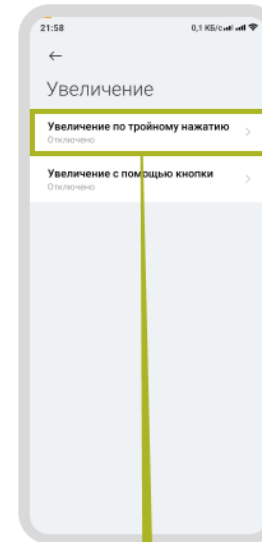 21:58 0,1 КБ/с
←
Увеличение
Увеличение по тройному нажатию
Отключено
Увеличение с помощью кнопки
Отключено